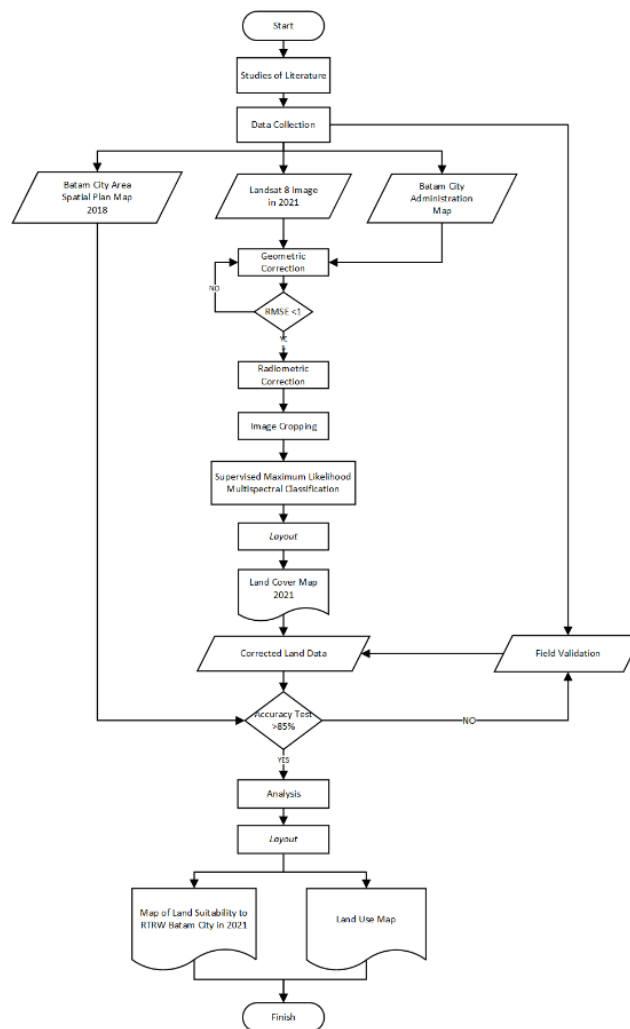 Start
Studies of Literature
Data Collection
Batam City Area
Spatial Plan Map
2018
Landsat 8 Image
in 2021
Batam City
Administration
Map
Geometric
Correction
NO
RMSE <1
YE
S
Radiometric
Correction
Image Cropping
Supervised Maximum Likelihood
Multispectral Classification
Layout
Land Cover Map
2021
Corrected Land Data
Field Validation
Accuracy Test
>85%
NO
YES
Analysis
Layout
Map of Land Suitability to
RTRW Batam City in 2021
Land Use Map
Finish